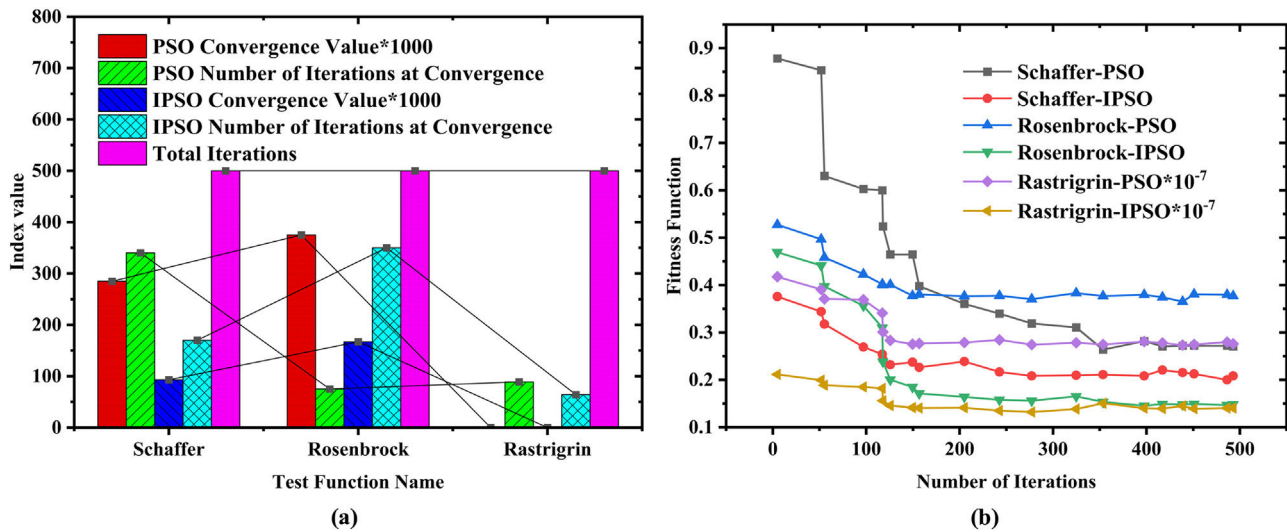 800
700
600
500
400
300
200
100
0
Index value
PSO Convergence Value*1000
PSO Number of Iterations at Convergence
IPSO Convergence Value*1000
IPSO Number of Iterations at Convergence
Total Iterations
Schaffer
Rosenbrock
Rastrigrin
Test Function Name
(a)
0.9
0.8
0.7
0.6
0.5
0.4
0.3
0.2
0.1
Fitness Function
Schaffer-PSO
Schaffer-IPSO
Rosenbrock-PSO
Rosenbrock-IPSO
Rastrigrin-PSO*10⁻⁷
Rastrigrin-IPSO*10⁻⁷
0
100
200
300
400
500
Number of Iterations
(b)